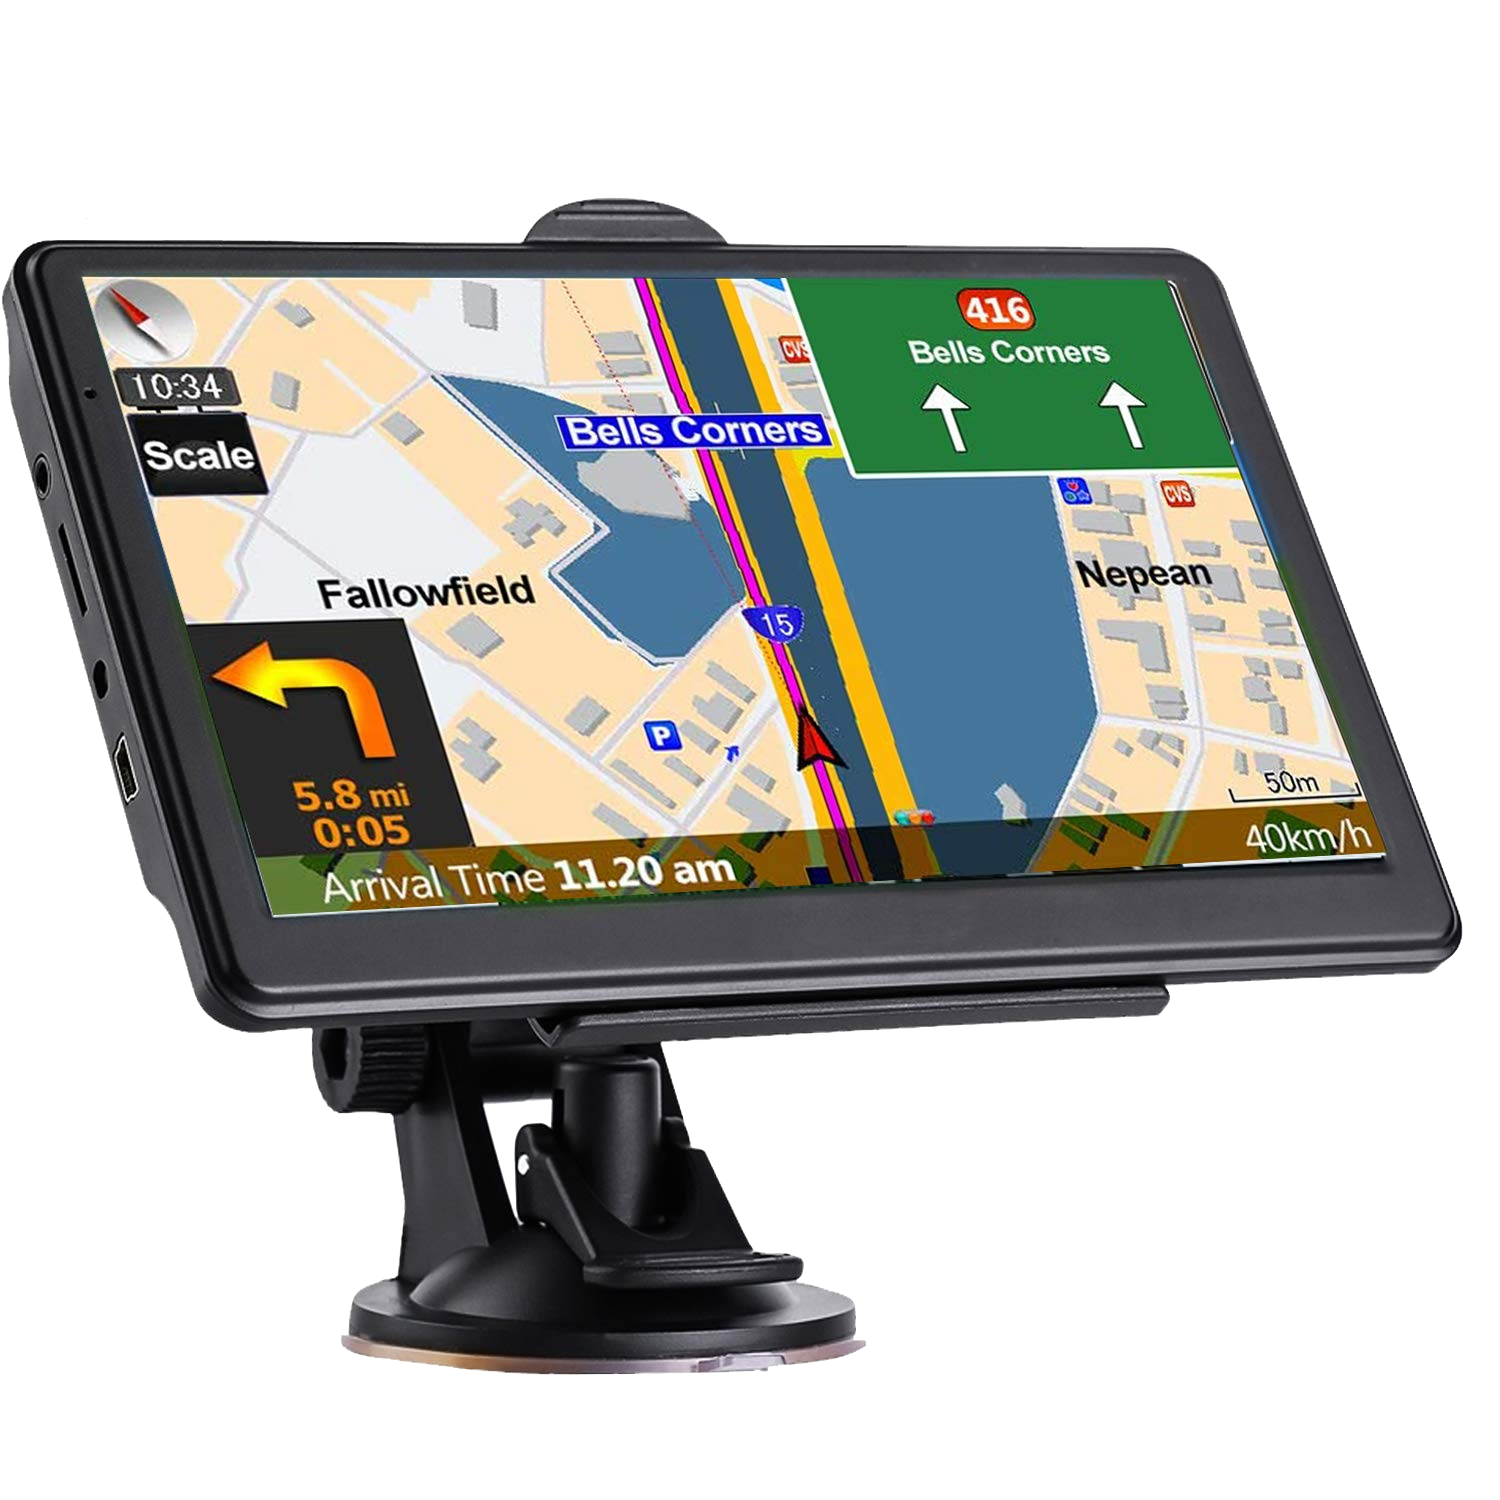 416
Bells Corners
CVS
10:34
Bells Corners
Scale
CVS
Nepean
Fallowfield
15
P
5.8 mi
0:05
50m
40km/h
Arrival Time 11.20 am